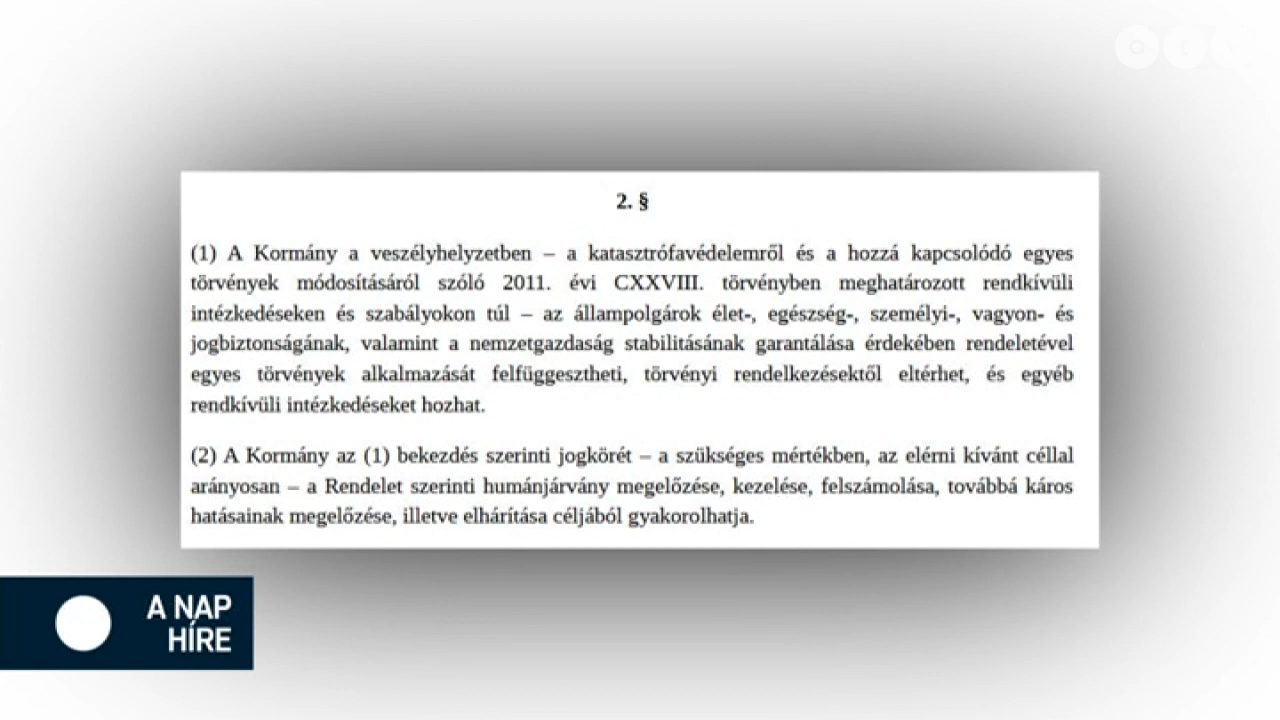 2. §
(1) A Kormány a veszélyhelyzetben – a katasztrófavédelemről és a hozzá kapcsolódó egyes
törvények módosításáról szóló 2011. évi CXXVIII. törvényben meghatározott rendkívüli
intézkedéseken és szabályokon túl – az állampolgárok élet-, egészség-, személyi-, vagyon- és
jogbiztonságának, valamint a nemzetgazdaság stabilitásának garantálása érdekében rendeletével
egyes törvények alkalmazását felfüggesztheti, törvényi rendelkezésektől eltérhet, és egyéb
rendkívüli intézkedéseket hozhat.
(2) A Kormány az (1) bekezdés szerinti jogkörét – a szükséges mértékben, az elérni kívánt céllal
arányosan – a Rendelet szerinti humánjárvány megelőzése, kezelése, felszámolása, továbbá káros
hatásainak megelőzése, illetve elhárítása céljából gyakorolhatja.
A NAP
HÍRE